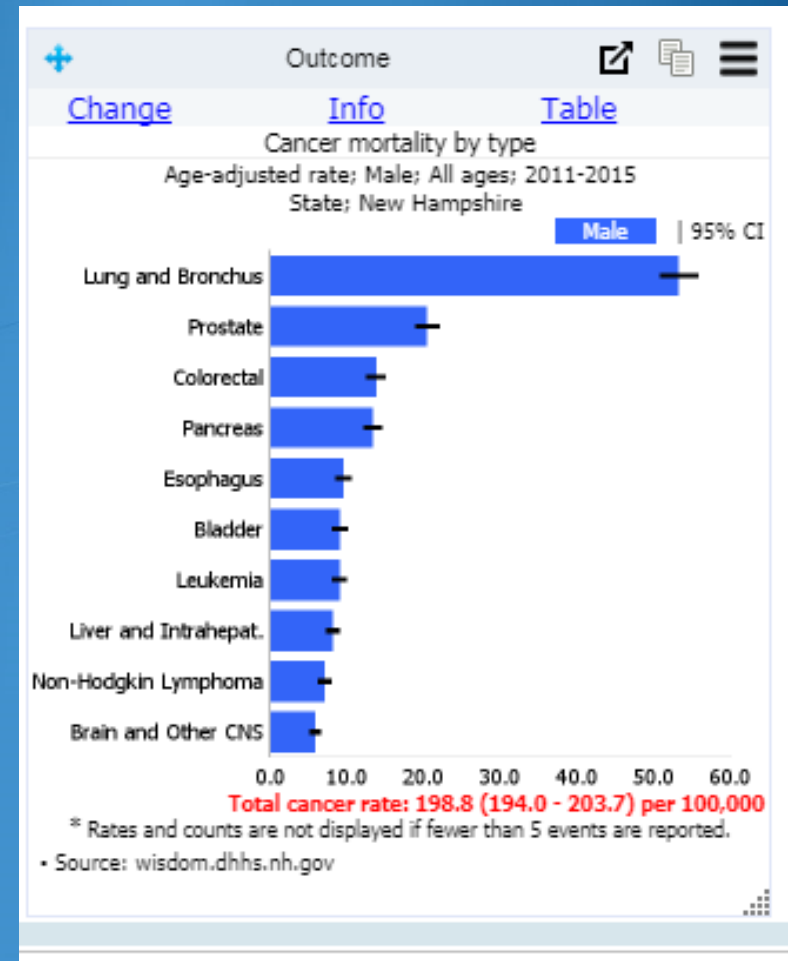 Outcome
Change Info Table
Cancer mortality by type
Age-adjusted rate; Male; All ages; 2011-2015
State; New Hampshire
Male | 95% CI
Lung and Bronchus
Prostate
Colorectal
Pancreas
Esophagus
Bladder
Leukemia
Liver and Intrahepat.
Non-Hodgkin Lymphoma
Brain and Other CNS
0.0 10.0 20.0 30.0 40.0 50.0 60.0
Total cancer rate: 198.8 (194.0 - 203.7) per 100,000
* Rates and counts are not displayed if fewer than 5 events are reported.
• Source: wisdom.dhhs.nh.gov